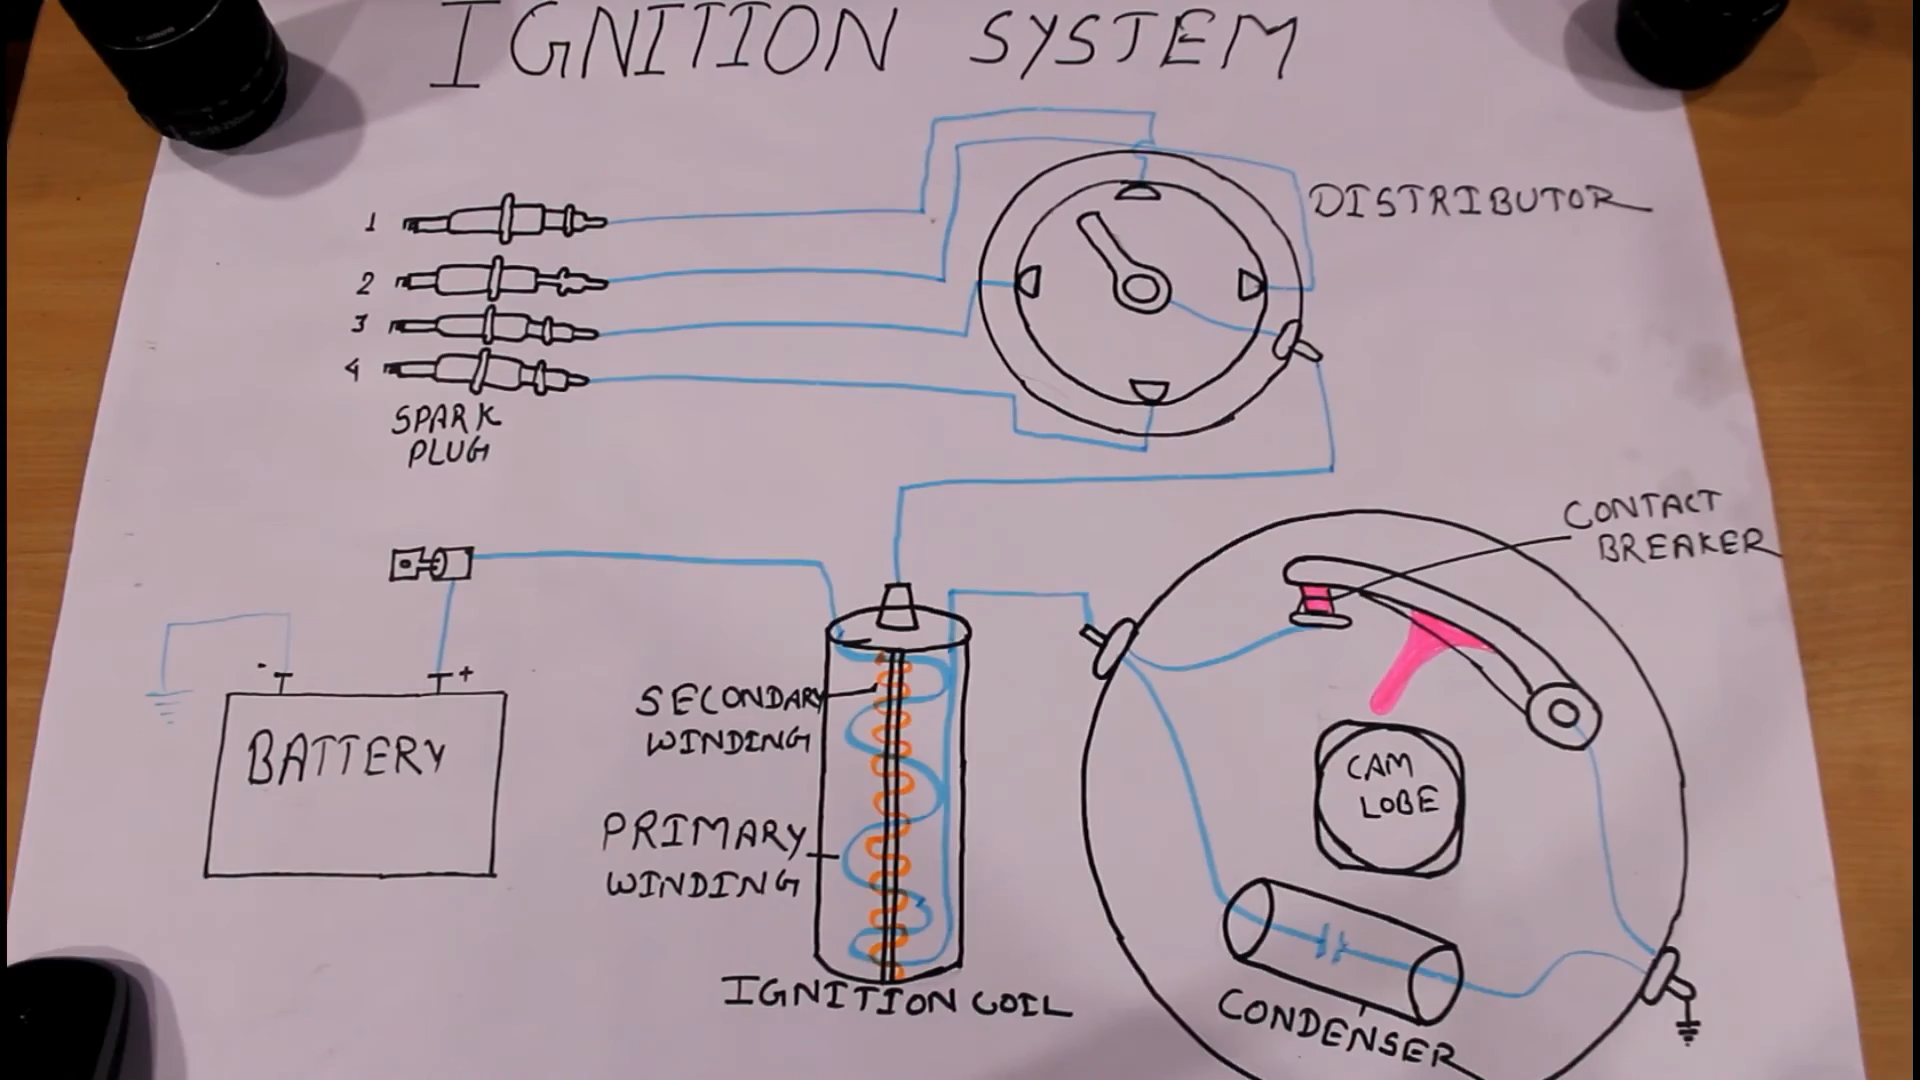 Canon
IGNITION SYSTEM
DISTRIBUTOR
1
2
3
4
SPARK
PLUG
CONTACT
BREAKER
- +
BATTERY
SECONDARY
WINDING
PRIMARY
WINDING
IGNITION COIL
CAM
LOBE
CONDENSER